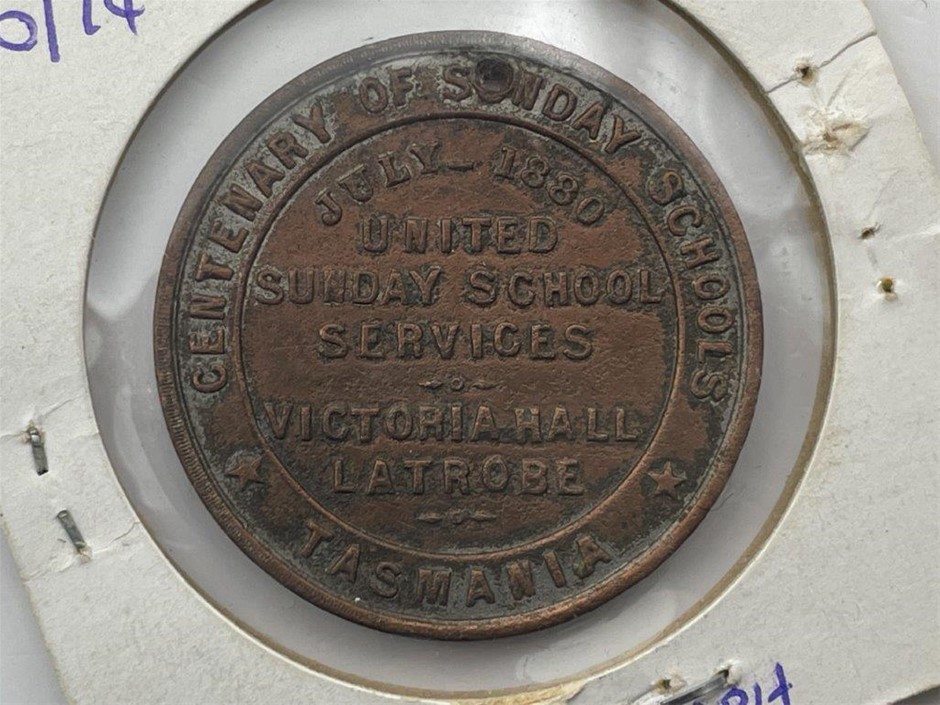 CENTENARY OF SUNDAY SCHOOLS
JULY — 1880
UNITED
SUNDAY SCHOOL
SERVICES
VICTORIA HALL
LATROBE
TASMANIA